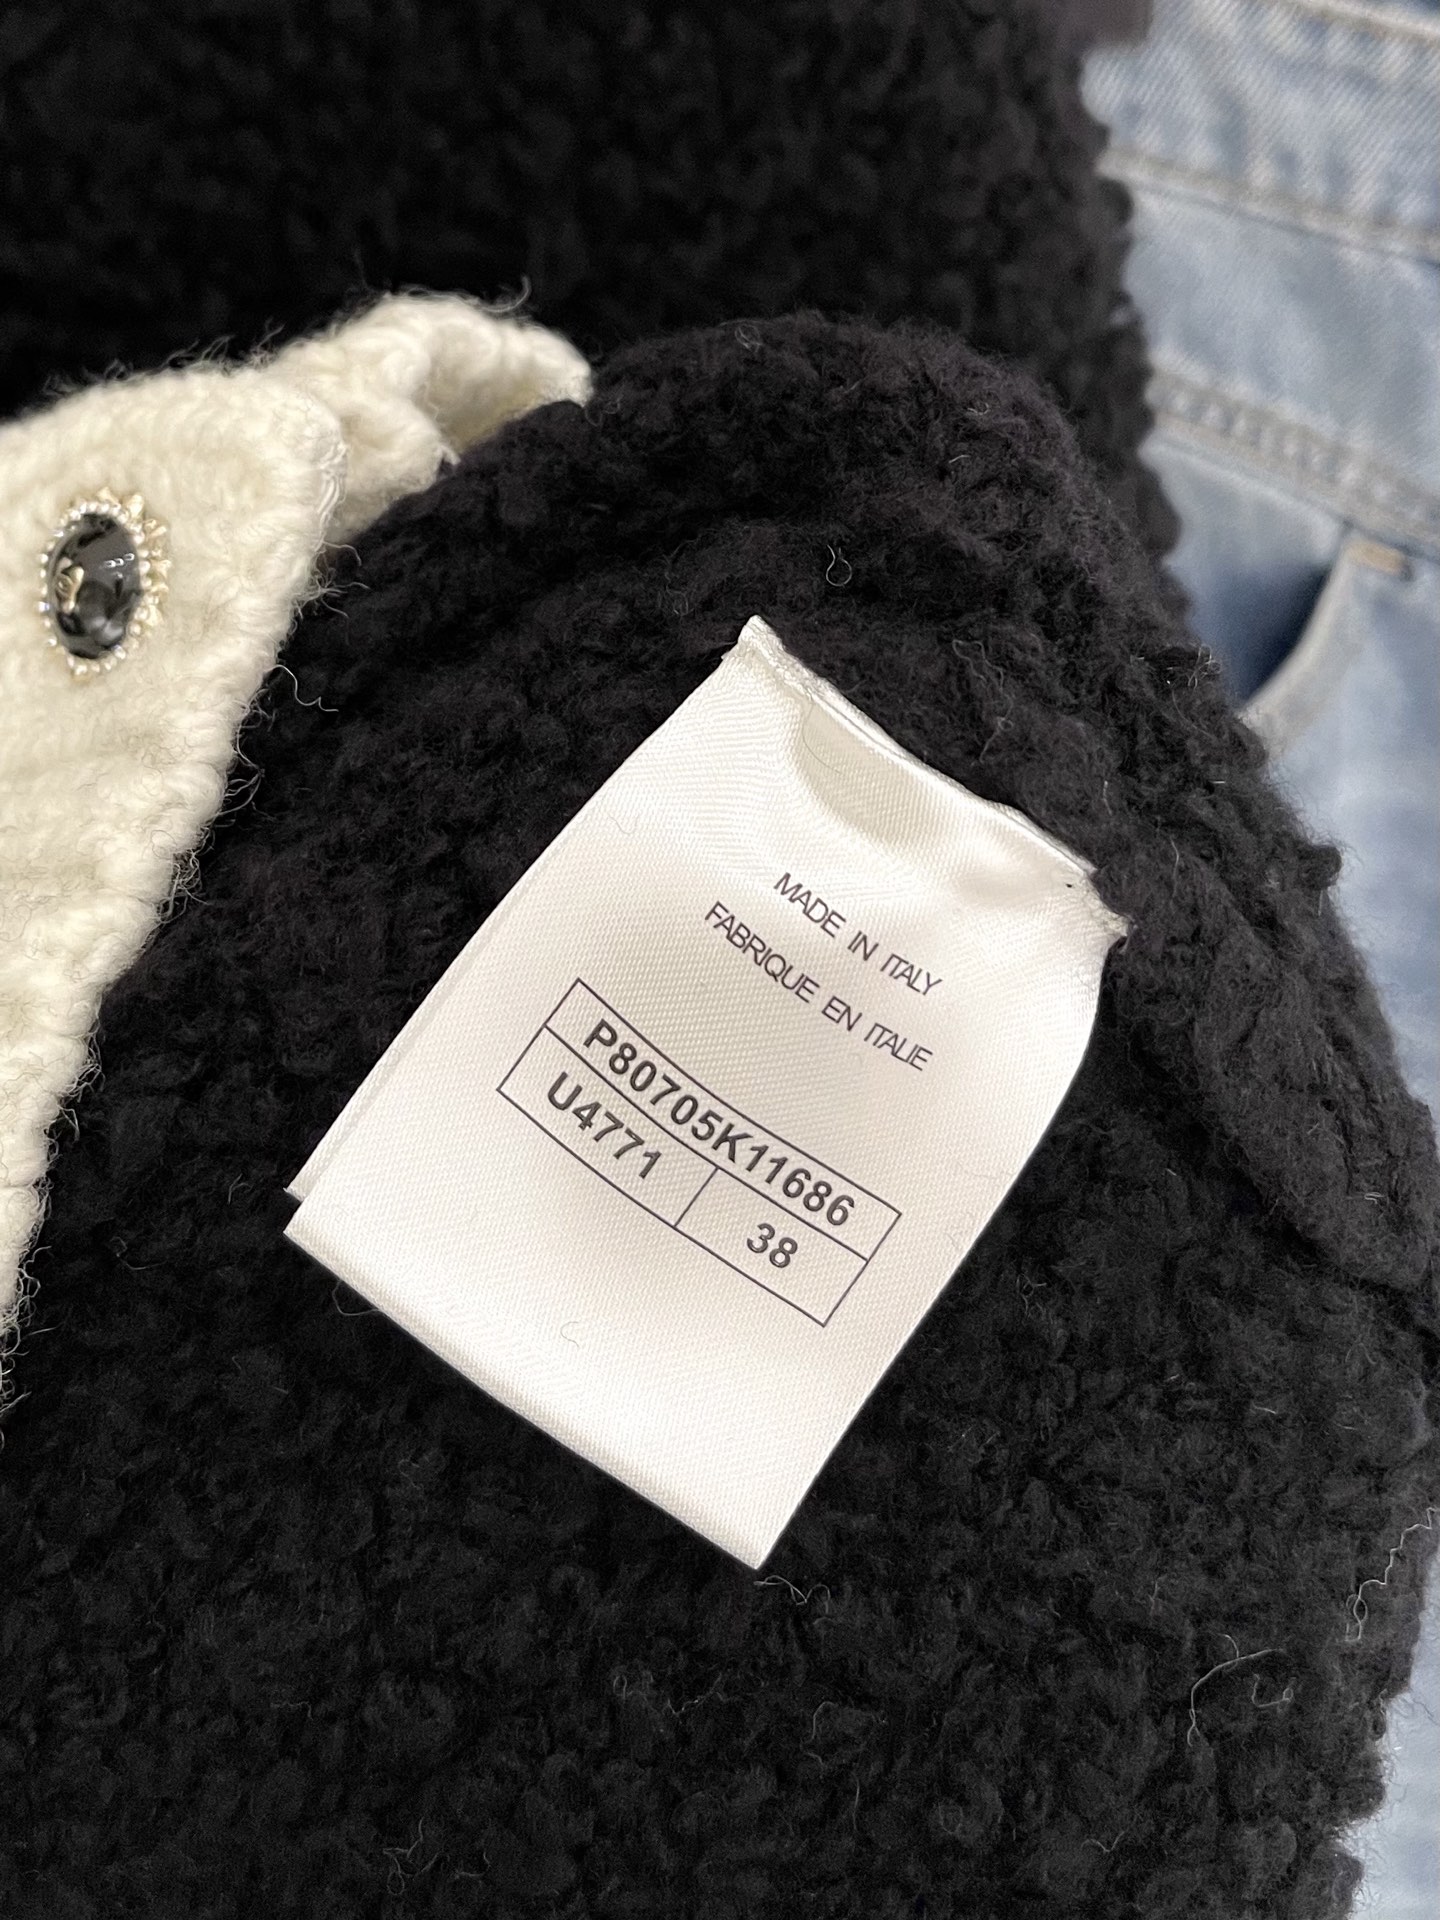 MADE IN ITALY
FABRIQUE EN ITALIE
P80705K11686
U4771 38